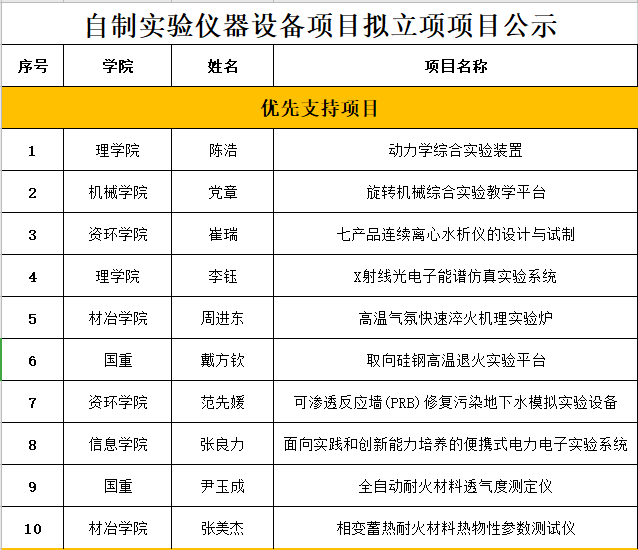 自制实验仪器设备项目拟立项项目公示
序号 学院 姓名 项目名称
优先支持项目
1 理学院 陈浩 动力学综合实验装置
2 机械学院 党章 旋转机械综合实验教学平台
3 资环学院 崔瑞 七产品连续离心水析仪的设计与试制
4 理学院 李钰 X射线光电子能谱仿真实验系统
5 材冶学院 周进东 高温气氛快速淬火机理实验炉
6 国重 戴方钦 取向硅钢高温退火实验平台
7 资环学院 范先媛 可渗透反应墙(PRB)修复污染地下水模拟实验设备
8 信息学院 张良力 面向实践和创新能力培养的便携式电力电子实验系统
9 国重 尹玉成 全自动耐火材料透气度测定仪
10 材冶学院 张美杰 相变蓄热耐火材料热物性参数测试仪